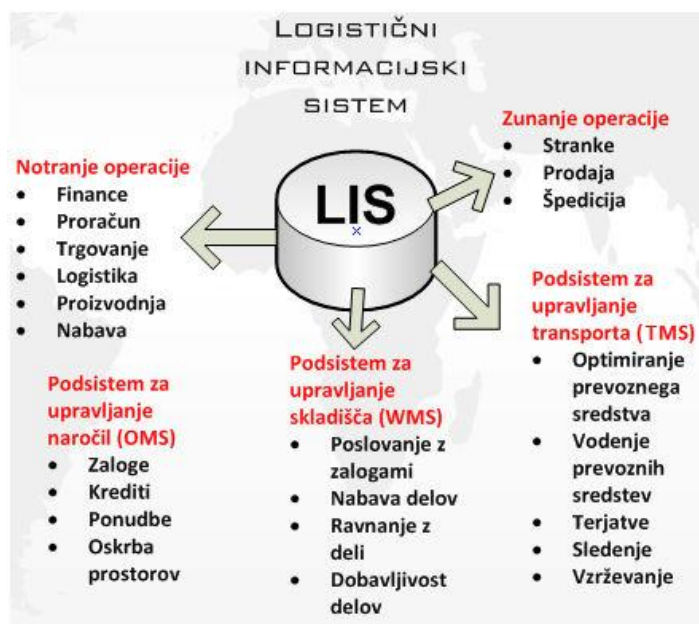 LOGISTIČNI
INFORMACIJSKI
SISTEM
LIS
Notranje operacije
• Finance
• Proračun
• Trgovanje
• Logistika
• Proizvodnja
• Nabava
Zunanje operacije
• Stranke
• Prodaja
• Špedicija
Podsistem za
upravljanje
naročil (OMS)
• Zaloge
• Krediti
• Ponudbe
• Oskrba
prostorov
Podsistem za
upravljanje
skladišča (WMS)
• Poslovanje z
zalogami
• Nabava delov
• Ravnanje z
deli
• Dobavljivost
delov
Podsistem za
upravljanje
transporta (TMS)
• Optimiranje
prevoznega
sredstva
• Vodenje
prevoznih
sredstev
• Terjatve
• Sledenje
• Vzrževanje